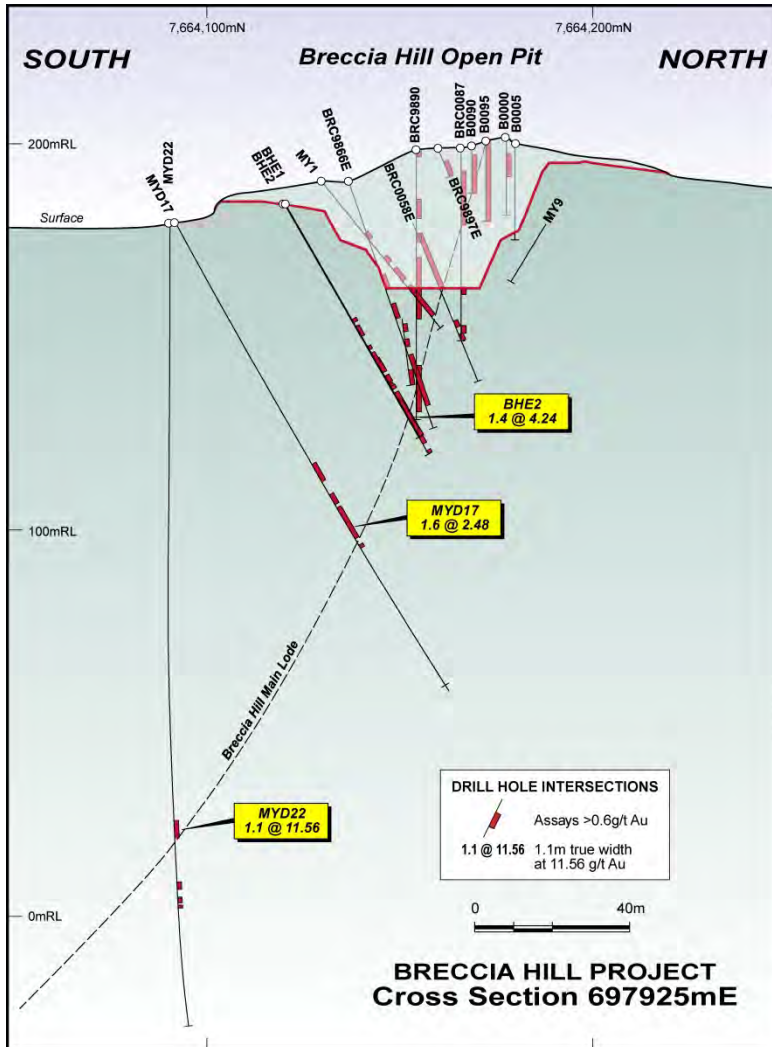 7,664,100mN
7,664,200mN
SOUTH
Breccia Hill Open Pit
NORTH
200mRL
Surface
MYD17
MYD22
BHE1
BHE2
MY1
BRC9866E
BRC9890
BRC0058E
BRC9897E
BRC0087
B0090
B0095
B0000
B0005
MY9
BHE2
1.4 @ 4.24
MYD17
1.6 @ 2.48
100mRL
Breccia Hill Main Lode
MYD22
1.1 @ 11.56
DRILL HOLE INTERSECTIONS
Assays >0.6g/t Au
1.1 @ 11.56 1.1m true width
at 11.56 g/t Au
0mRL
0 40m
BRECCIA HILL PROJECT
Cross Section 697925mE